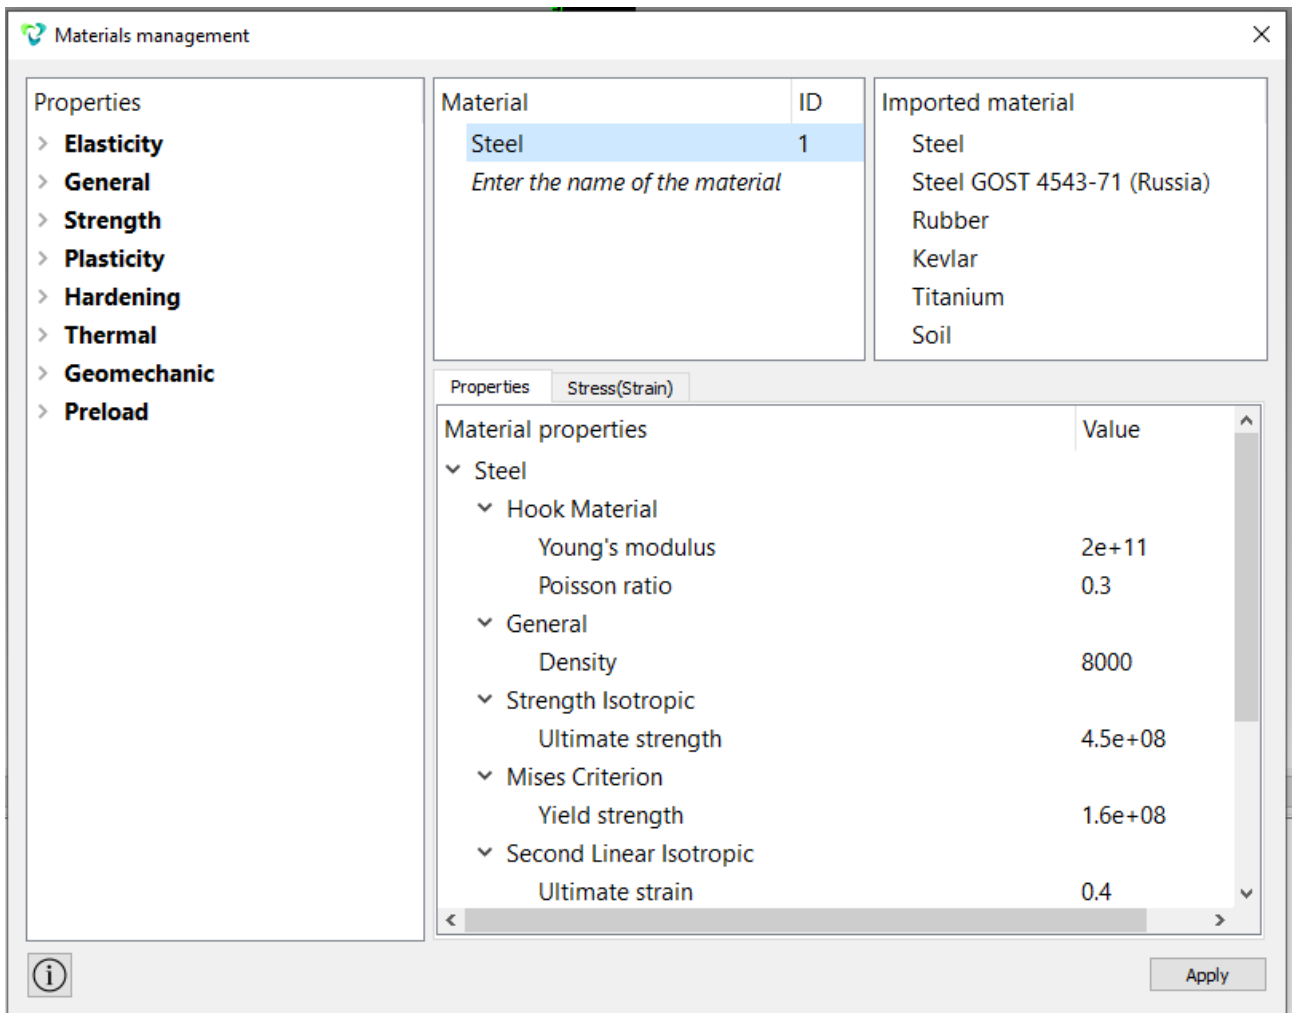 Materials management
Properties
Elasticity
General
Strength
Plasticity
Hardening
Thermal
Geomechanic
Preload
Material ID
Steel 1
Enter the name of the material
Imported material
Steel
Steel GOST 4543-71 (Russia)
Rubber
Kevlar
Titanium
Soil
Properties Stress(Strain)
Material properties Value
Steel
Hook Material
Young's modulus 2e+11
Poisson ratio 0.3
General
Density 8000
Strength Isotropic
Ultimate strength 4.5e+08
Mises Criterion
Yield strength 1.6e+08
Second Linear Isotropic
Ultimate strain 0.4
Apply